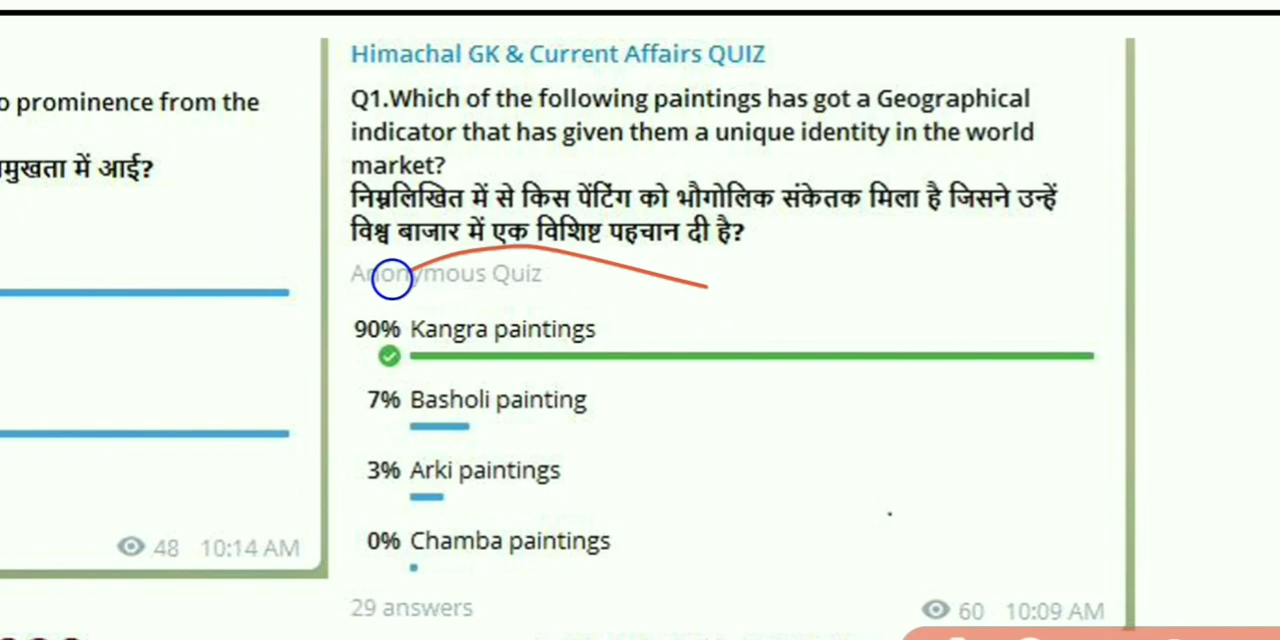 o prominence from the
मुखता में आई?
48 10:14 AM
Himachal GK & Current Affairs QUIZ
Q1.Which of the following paintings has got a Geographical
indicator that has given them a unique identity in the world
market?
निम्नलिखित में से किस पेंटिंग को भौगोलिक संकेतक मिला है जिसने उन्हें
विश्व बाजार में एक विशिष्ट पहचान दी है?
Anonymous Quiz
90% Kangra paintings
7% Basholi painting
3% Arki paintings
0% Chamba paintings
29 answers
60 10:09 AM